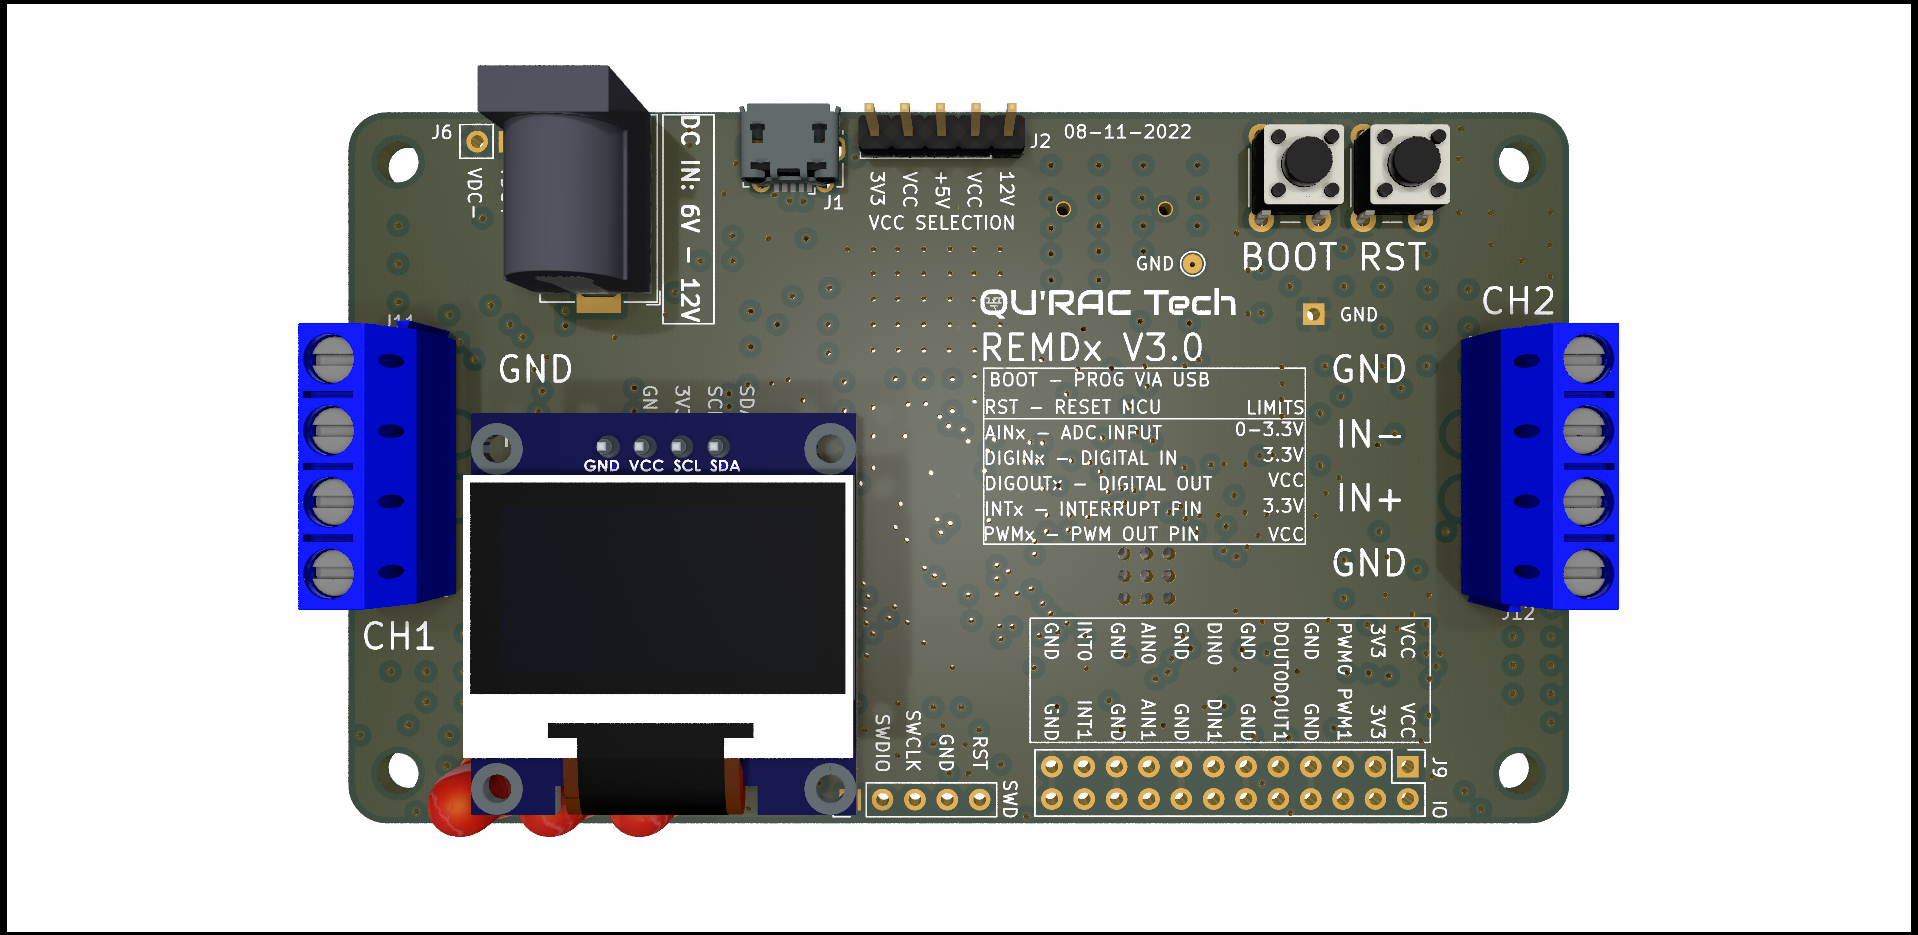 J6
VDC-
DC IN: 6V - 12V
J1
J2
08-11-2022
3V3
VCC
+5V
VCC
12V
VCC SELECTION
BOOT RST
GND
GND
QU'RAC Tech
REMDx V3.0
BOOT - PROG VIA USB
RST - RESET MCU LIMITS
AINx - ADC INPUT 0-3.3V
DIGINx - DIGITAL IN 3.3V
DIGOUTx - DIGITAL OUT VCC
INTx - INTERRUPT PIN 3.3V
PWMx - PWM OUT PIN VCC
CH2
GND
IN-
IN+
GND
J12
J11
GND
CH1
GND VCC SCL SDA
SWDIO
SWCLK
GND
RST
SWD
GND INT0 GND AIN0 GND DIN0 GND DOUT0 GND PWM0 3V3 VCC
GND INT1 GND AIN1 GND DIN1 GND DOUT1 GND PWM1 3V3 VCC
J9
IO